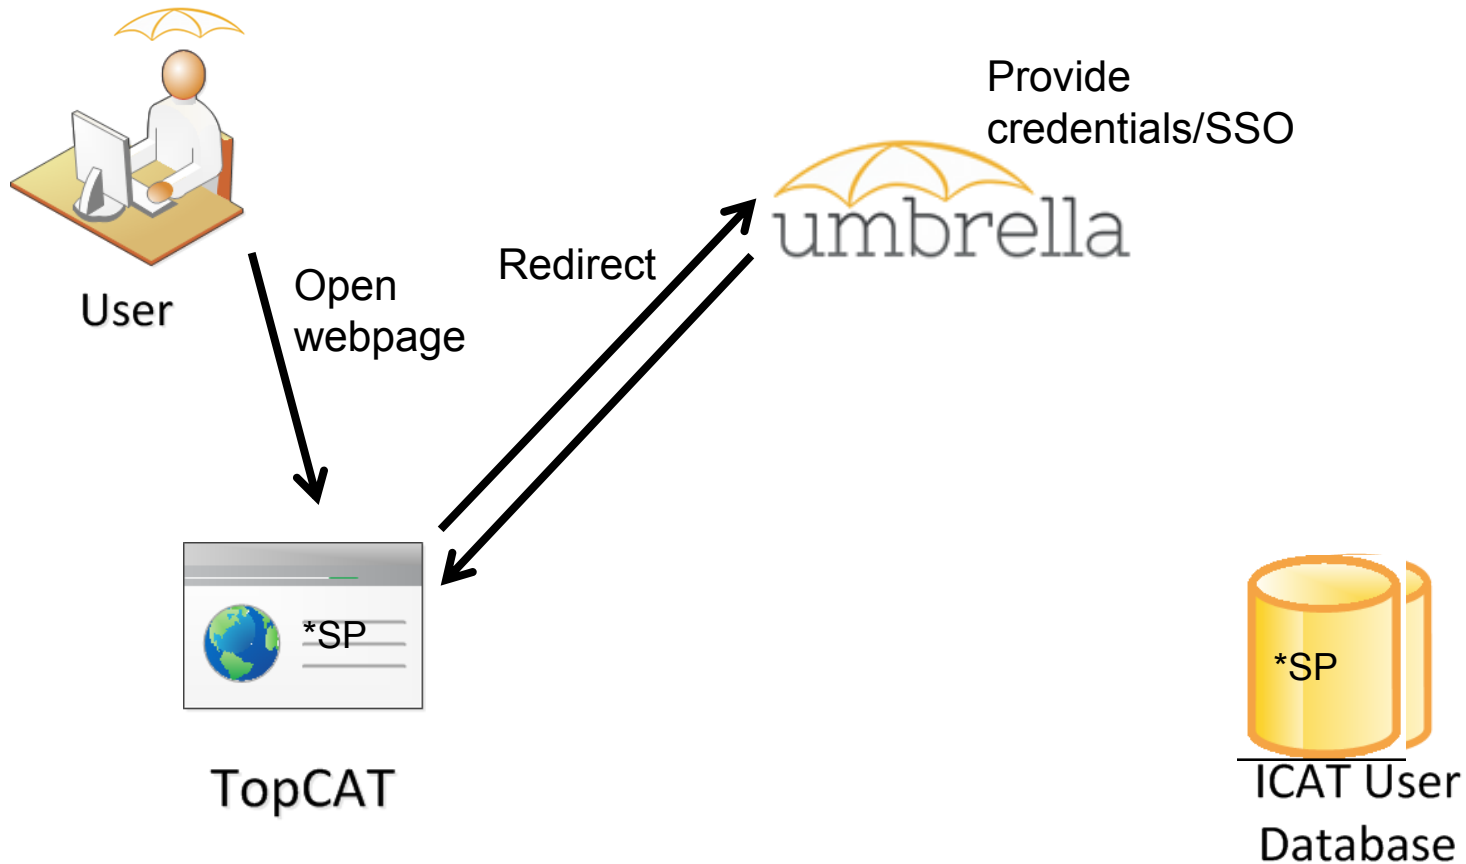 Provide
credentials/SSO
umbrella
Redirect
Open
webpage
User
*SP
TopCAT
*SP
ICAT User
Database